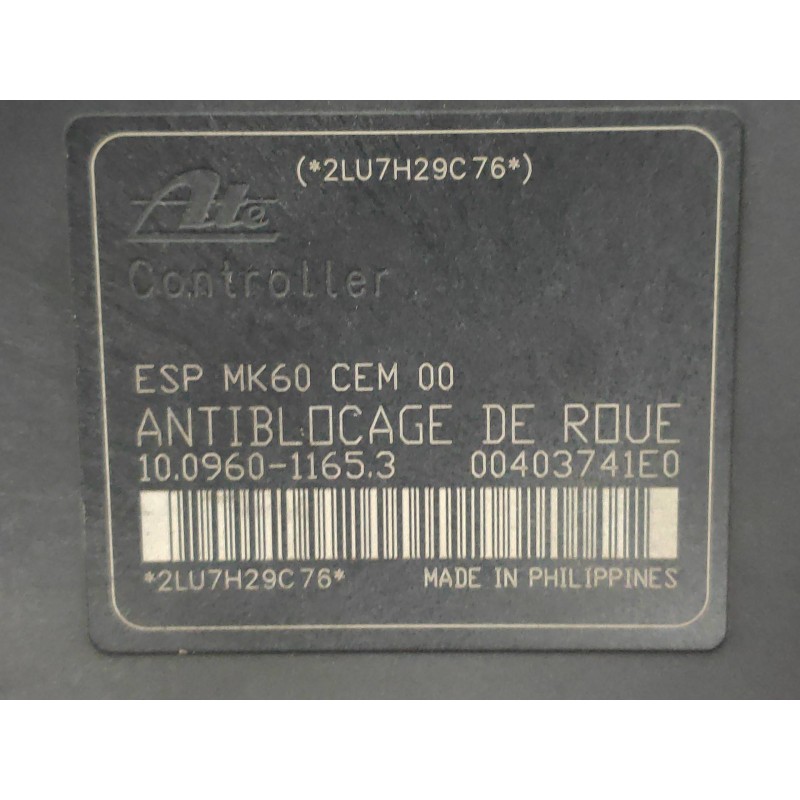 (*2LU7H29C76*)
Ate
Controller
ESP MK60 CEM 00
ANTIBLOCAGE DE ROUE
10.0960-1165.3 00403741E0
*2LU7H29C76* MADE IN PHILIPPINES